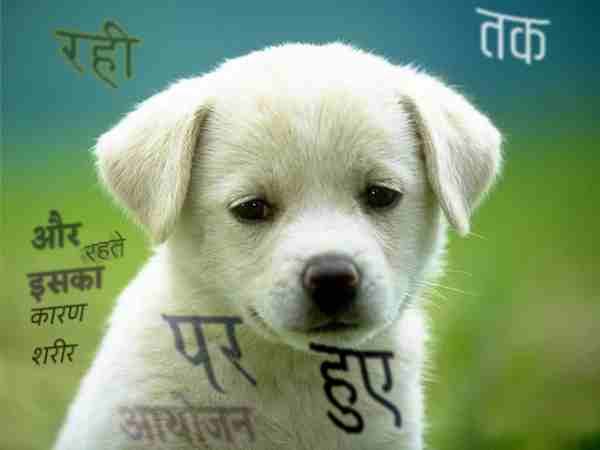 रही
तक
और रहते
इसका
कारण
शरीर
पर हुए
आयोजन